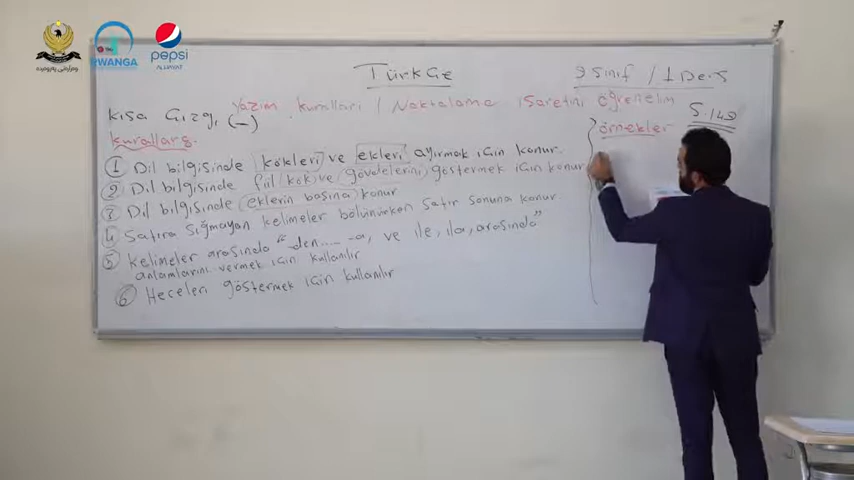 RWANGA
pepsi
Türkçe
9 Sınıf / 1 Ders
Yazım kuralları / Noktalama işaretini öğrenelim
Kısa Çizgi (-)
S.149
kuralları:
örnekler
1 Dil bilgisinde kökleri ve ekleri ayırmak için konur.
2 Dil bilgisinde fiil kök ve gövdelerini göstermek için konur
3 Dil bilgisinde eklerin başına konur
4 Satıra sığmayan kelimeler bölünürken satır sonuna konur
5 Kelimeler arasında "-den.... -a, ve ile, ila, arasında"
anlamlarını vermek için kullanılır
6 Heceleri göstermek için kullanılır